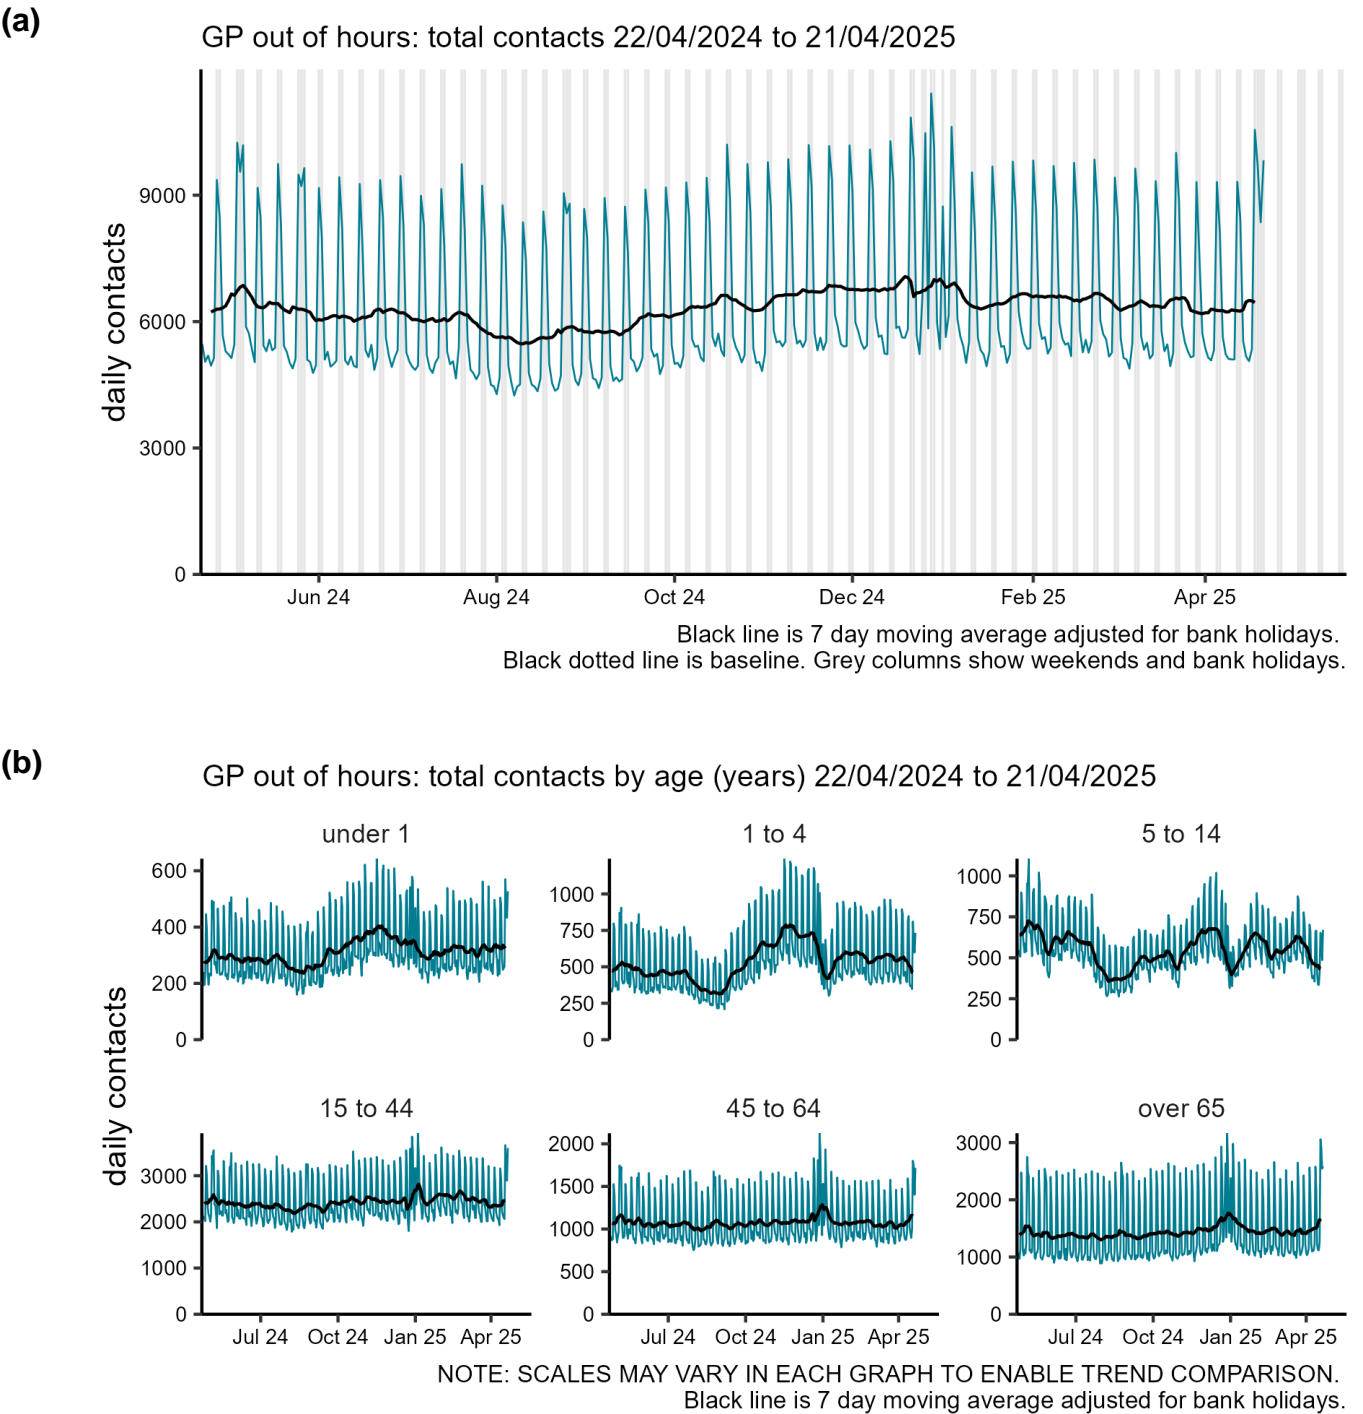 (a)
GP out of hours: total contacts 22/04/2024 to 21/04/2025
daily contacts
9000
6000
3000
0
Jun 24 Aug 24 Oct 24 Dec 24 Feb 25 Apr 25
Black line is 7 day moving average adjusted for bank holidays.
Black dotted line is baseline. Grey columns show weekends and bank holidays.
(b)
GP out of hours: total contacts by age (years) 22/04/2024 to 21/04/2025
daily contacts
under 1
600
400
200
0
1 to 4
1000
750
500
250
0
5 to 14
1000
750
500
250
0
15 to 44
3000
2000
1000
0
Jul 24 Oct 24 Jan 25 Apr 25
45 to 64
2000
1500
1000
500
0
Jul 24 Oct 24 Jan 25 Apr 25
over 65
3000
2000
1000
0
Jul 24 Oct 24 Jan 25 Apr 25
NOTE: SCALES MAY VARY IN EACH GRAPH TO ENABLE TREND COMPARISON.
Black line is 7 day moving average adjusted for bank holidays.